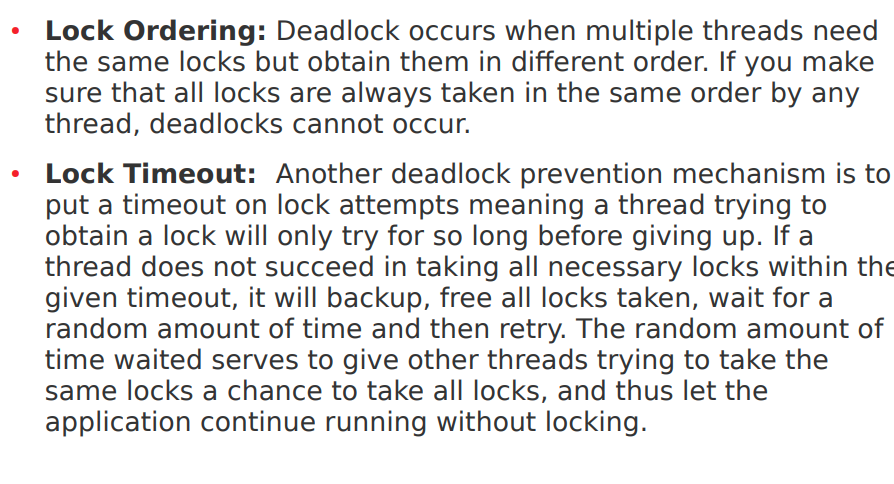 • Lock Ordering: Deadlock occurs when multiple threads need
the same locks but obtain them in different order. If you make
sure that all locks are always taken in the same order by any
thread, deadlocks cannot occur.
• Lock Timeout: Another deadlock prevention mechanism is to
put a timeout on lock attempts meaning a thread trying to
obtain a lock will only try for so long before giving up. If a
thread does not succeed in taking all necessary locks within the
given timeout, it will backup, free all locks taken, wait for a
random amount of time and then retry. The random amount of
time waited serves to give other threads trying to take the
same locks a chance to take all locks, and thus let the
application continue running without locking.